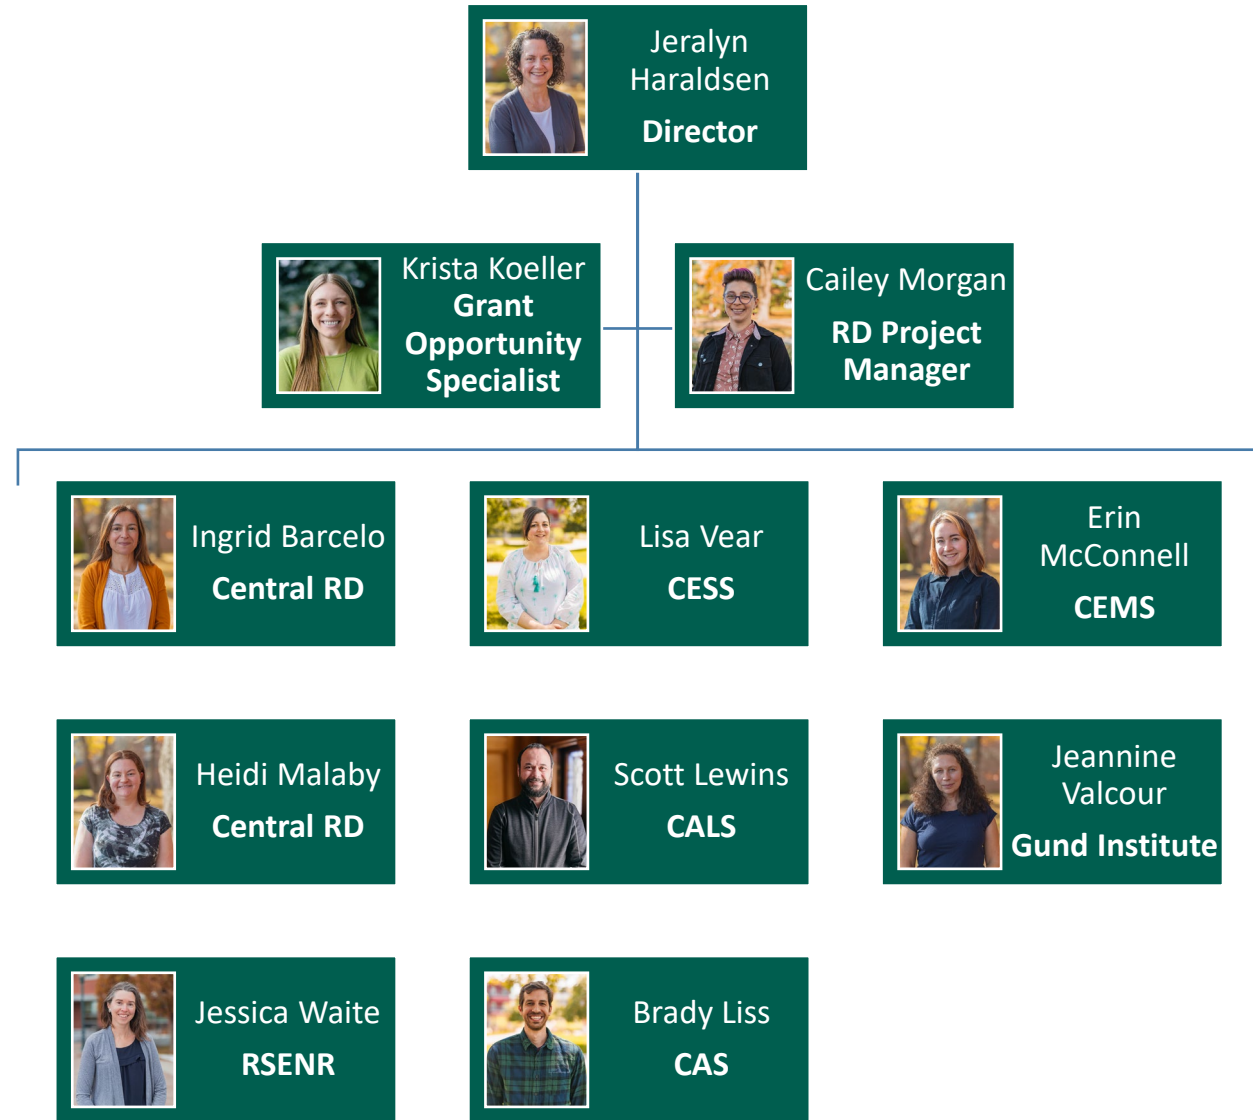 Jeralyn
Haraldsen
Director
Krista Koeller
Grant
Opportunity
Specialist
Cailey Morgan
RD Project
Manager
Ingrid Barcelo
Central RD
Lisa Vear
CESS
Erin
McConnell
CEMS
Heidi Malaby
Central RD
Scott Lewins
CALS
Jeannine
Valcour
Gund Institute
Jessica Waite
RSENR
Brady Liss
CAS